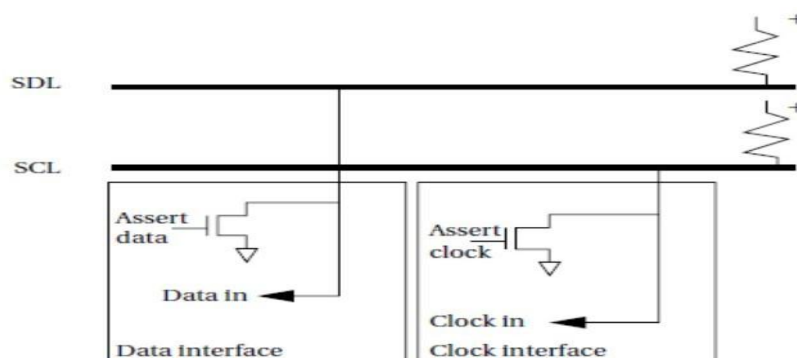 +
SDL
+
SCL
Assert
data
Data in
Data interface
Assert
clock
Clock in
Clock interface